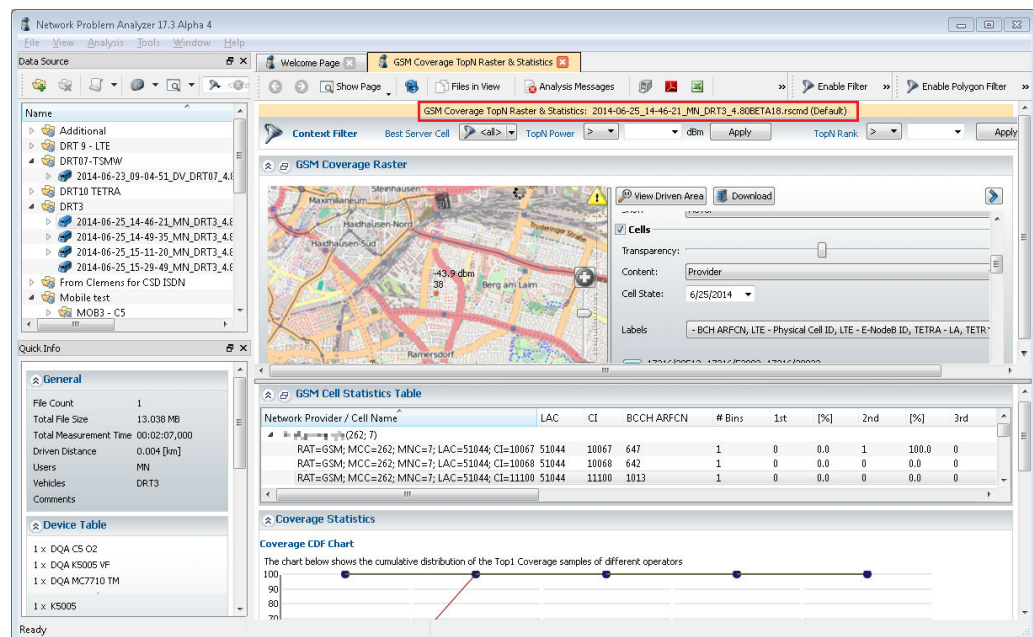 Network Problem Analyzer 17.3 Alpha 4
File View Analysis Tools Window Help
Data Source
Welcome Page
GSM Coverage TopN Raster & Statistics
Show Page
Files in View
Analysis Messages
»
Enable Filter
»
Enable Polygon Filter
»
GSM Coverage TopN Raster & Statistics: 2014-06-25_14-46-21_MN_DRT3_4.80BETA18.rscmd (Default)
Context Filter Best Server Cell <all> TopN Power > dBm Apply TopN Rank > Apply
Name
Additional
DRT 9 - LTE
DRT07-TSMW
2014-06-23_09-04-51_DV_DRT07_4.8
DRT10 TETRA
DRT3
2014-06-25_14-46-21_MN_DRT3_4.8
2014-06-25_14-49-35_MN_DRT3_4.8
2014-06-25_15-11-20_MN_DRT3_4.8
2014-06-25_15-29-49_MN_DRT3_4.8
From Clemens for CSD ISDN
Mobile test
MOB3 - C5
GSM Coverage Raster
Steinhausen
Maximilianeum
Haidhausen-Nord
Truderinger Straße
Haidhausen-Süd
-43.9 dbm
38
Berg am Laim
Ramersdorf
View Driven Area
Download
Cells
Transparency:
Content: Provider
Cell State: 6/25/2014
Labels - BCH ARFCN, LTE - Physical Cell ID, LTE - E-NodeB ID, TETRA - LA, TETR
Quick Info
General
File Count 1
Total File Size 13.038 MB
Total Measurement Time 00:02:07,000
Driven Distance 0.004 [km]
Users MN
Vehicles DRT3
Comments
Device Table
1 x DQA C5 O2
1 x DQA K5005 VF
1 x DQA MC7710 TM
1 x K5005
GSM Cell Statistics Table
Network Provider / Cell Name LAC CI BCCH ARFCN # Bins 1st [%] 2nd [%] 3rd
(262; 7)
RAT=GSM; MCC=262; MNC=7; LAC=51044; CI=10067 51044 10067 647 1 0 0.0 1 100.0 0
RAT=GSM; MCC=262; MNC=7; LAC=51044; CI=10068 51044 10068 642 1 0 0.0 0 0.0 0
RAT=GSM; MCC=262; MNC=7; LAC=51044; CI=11100 51044 11100 1013 1 0 0.0 0 0.0 0
Coverage Statistics
Coverage CDF Chart
The chart below shows the cumulative distribution of the Top1 Coverage samples of different operators
100
90
80
70
Ready